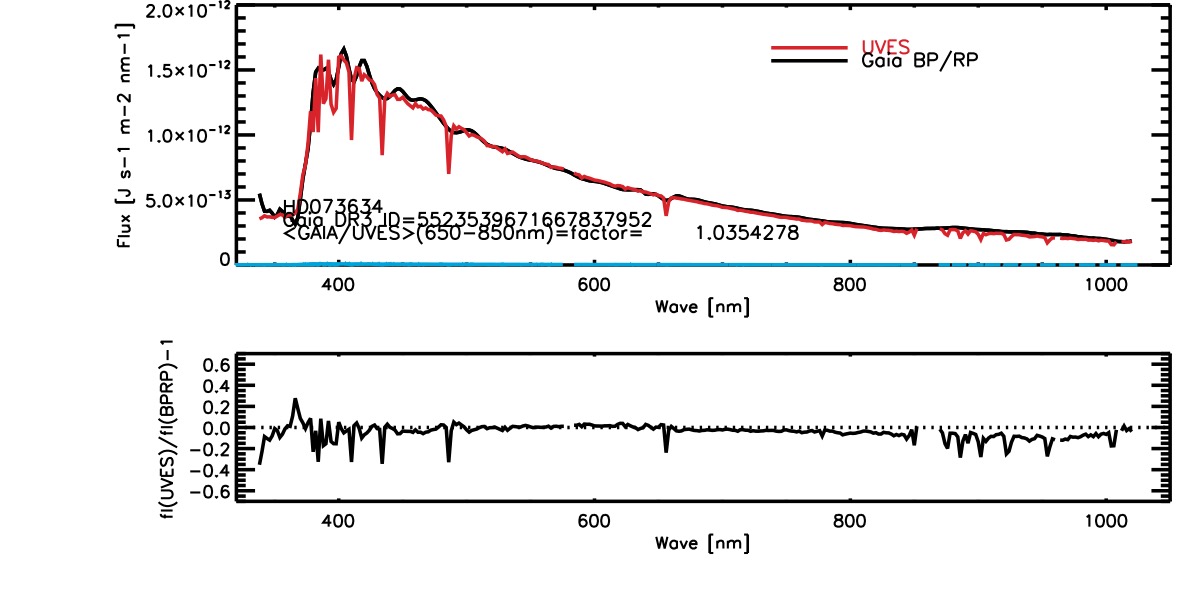 2.0×10−12
1.5×10−12
1.0×10−12
5.0×10−13
0
Flux [J s−1 m−2 nm−1]
UVES
Gaia BP/RP
HD073634
Gaia DR3 ID=5523539671667837952
<GAIA/UVES>(650−850nm)=factor= 1.0354278
400 600 800 1000
Wave [nm]
0.6
0.4
0.2
0.0
−0.2
−0.4
−0.6
fl(UVES)/fl(BPRP)−1
400 600 800 1000
Wave [nm]